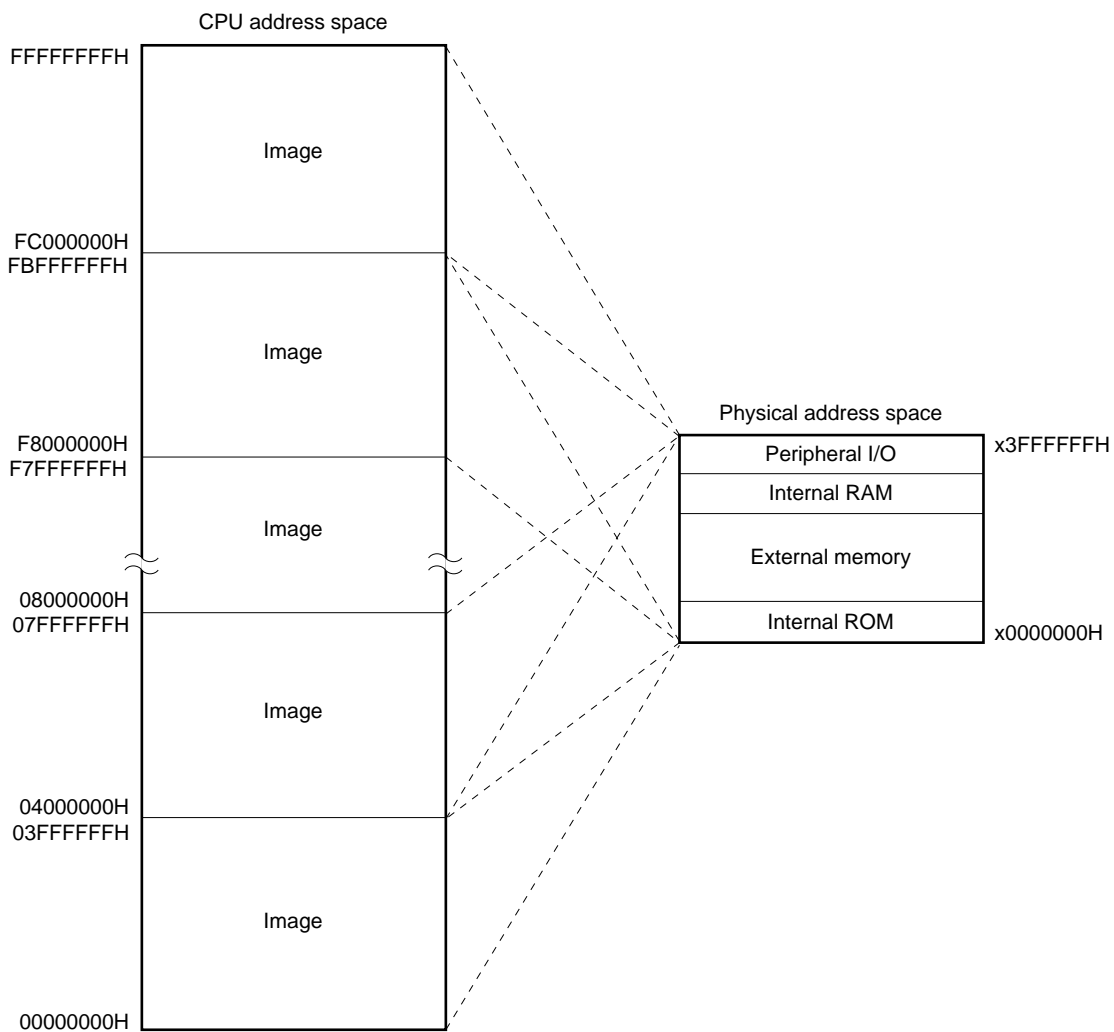 CPU address space
FFFFFFFFH
Image
FC000000H
FBFFFFFFH
Image
F8000000H
F7FFFFFFH
Image
08000000H
07FFFFFFH
Image
04000000H
03FFFFFFH
Image
00000000H
Physical address space
Peripheral I/O
x3FFFFFFH
Internal RAM
External memory
Internal ROM
x0000000H